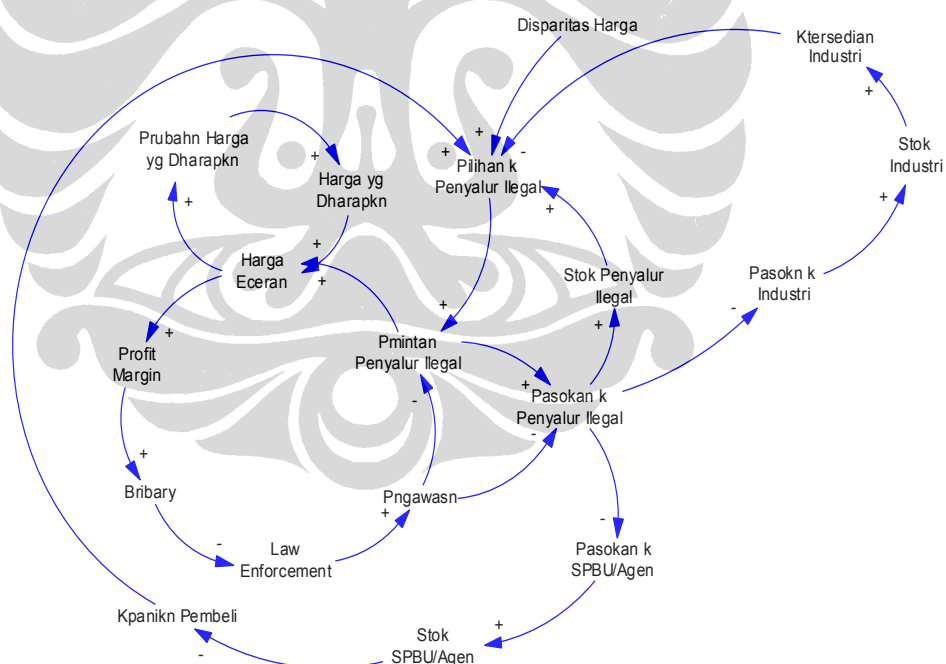 Disparitas Harga
Ktersedian
Industri
+
-
Prubahn Harga
yg Dharapkn
+
Harga yg
Dharapkn
+
+
Pilihan k
Penyalur Ilegal
+
Stok
Industri
+
+
+
Harga
Eceran
+
+
Stok Penyalur
Ilegal
+
Pasokn k
Industri
-
Profit
Margin
+
Pmintan
Penyalur Ilegal
-
+
Pasokan k
Penyalur Ilegal
-
+
Bribary
Pngawasn
+
-
Law
Enforcement
-
Pasokan k
SPBU/Agen
Kpanikn Pembeli
-
+
Stok
SPBU/Agen